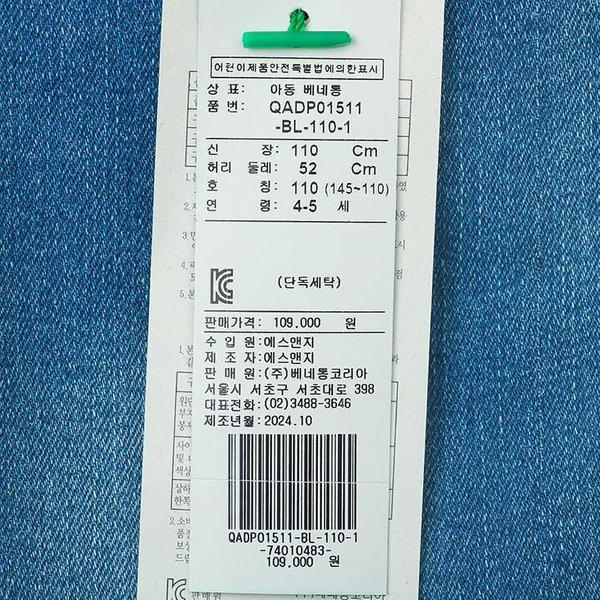 어린이제품안전특별법에의한표시
상 표: 아동 베네통
품 번: QADP01511
-BL-110-1
신 장: 110 Cm
허리 둘레: 52 Cm
호 칭: 110 (145~110)
연 령: 4-5 세
(단독세탁)
판매가격: 109.000 원
수 입 원:에스앤지
제 조 자:에스앤지
판 매 원:(주)베네통코리아
서울시 서초구 서초대로 398
대표전화:(02)3488-3646
제조년월:2024.10
QADP01511-BL-110-1
-74010483-
109.000 원
판매원